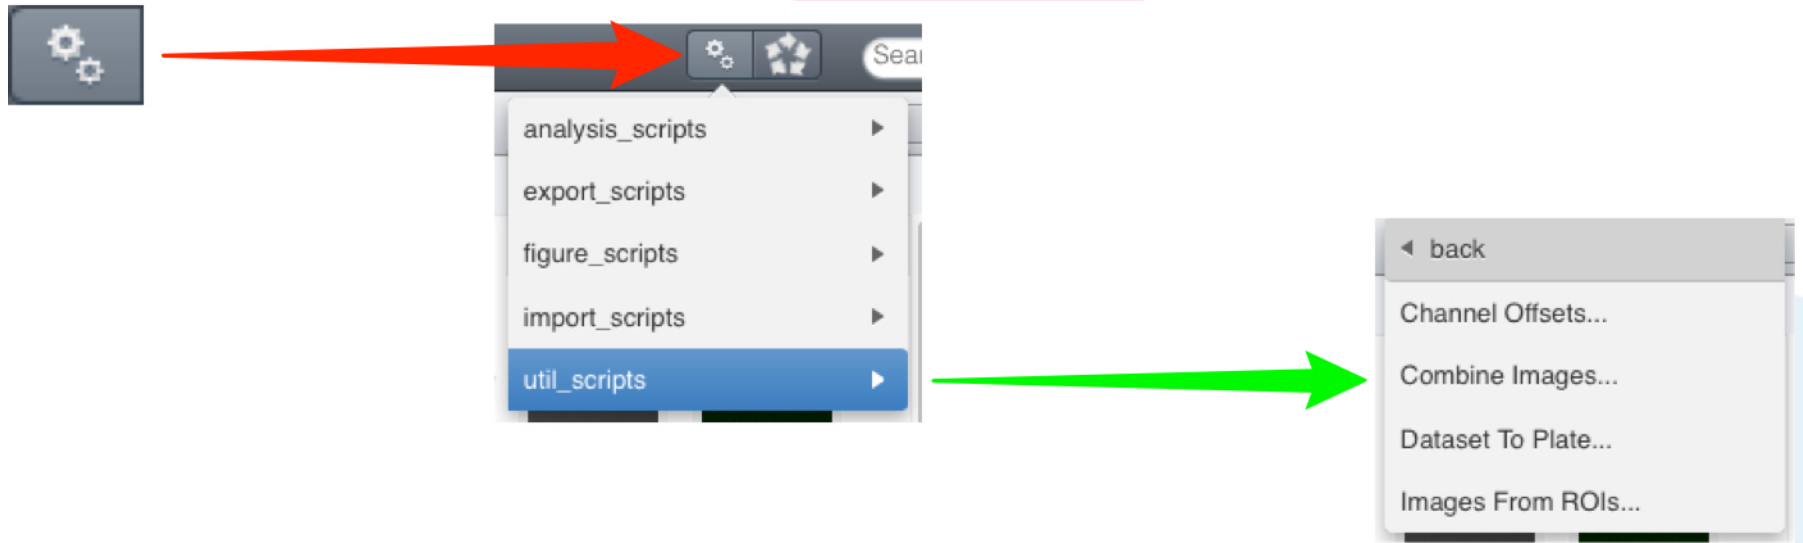 Sear
analysis_scripts
export_scripts
figure_scripts
import_scripts
util_scripts
back
Channel Offsets...
Combine Images...
Dataset To Plate...
Images From ROIs...